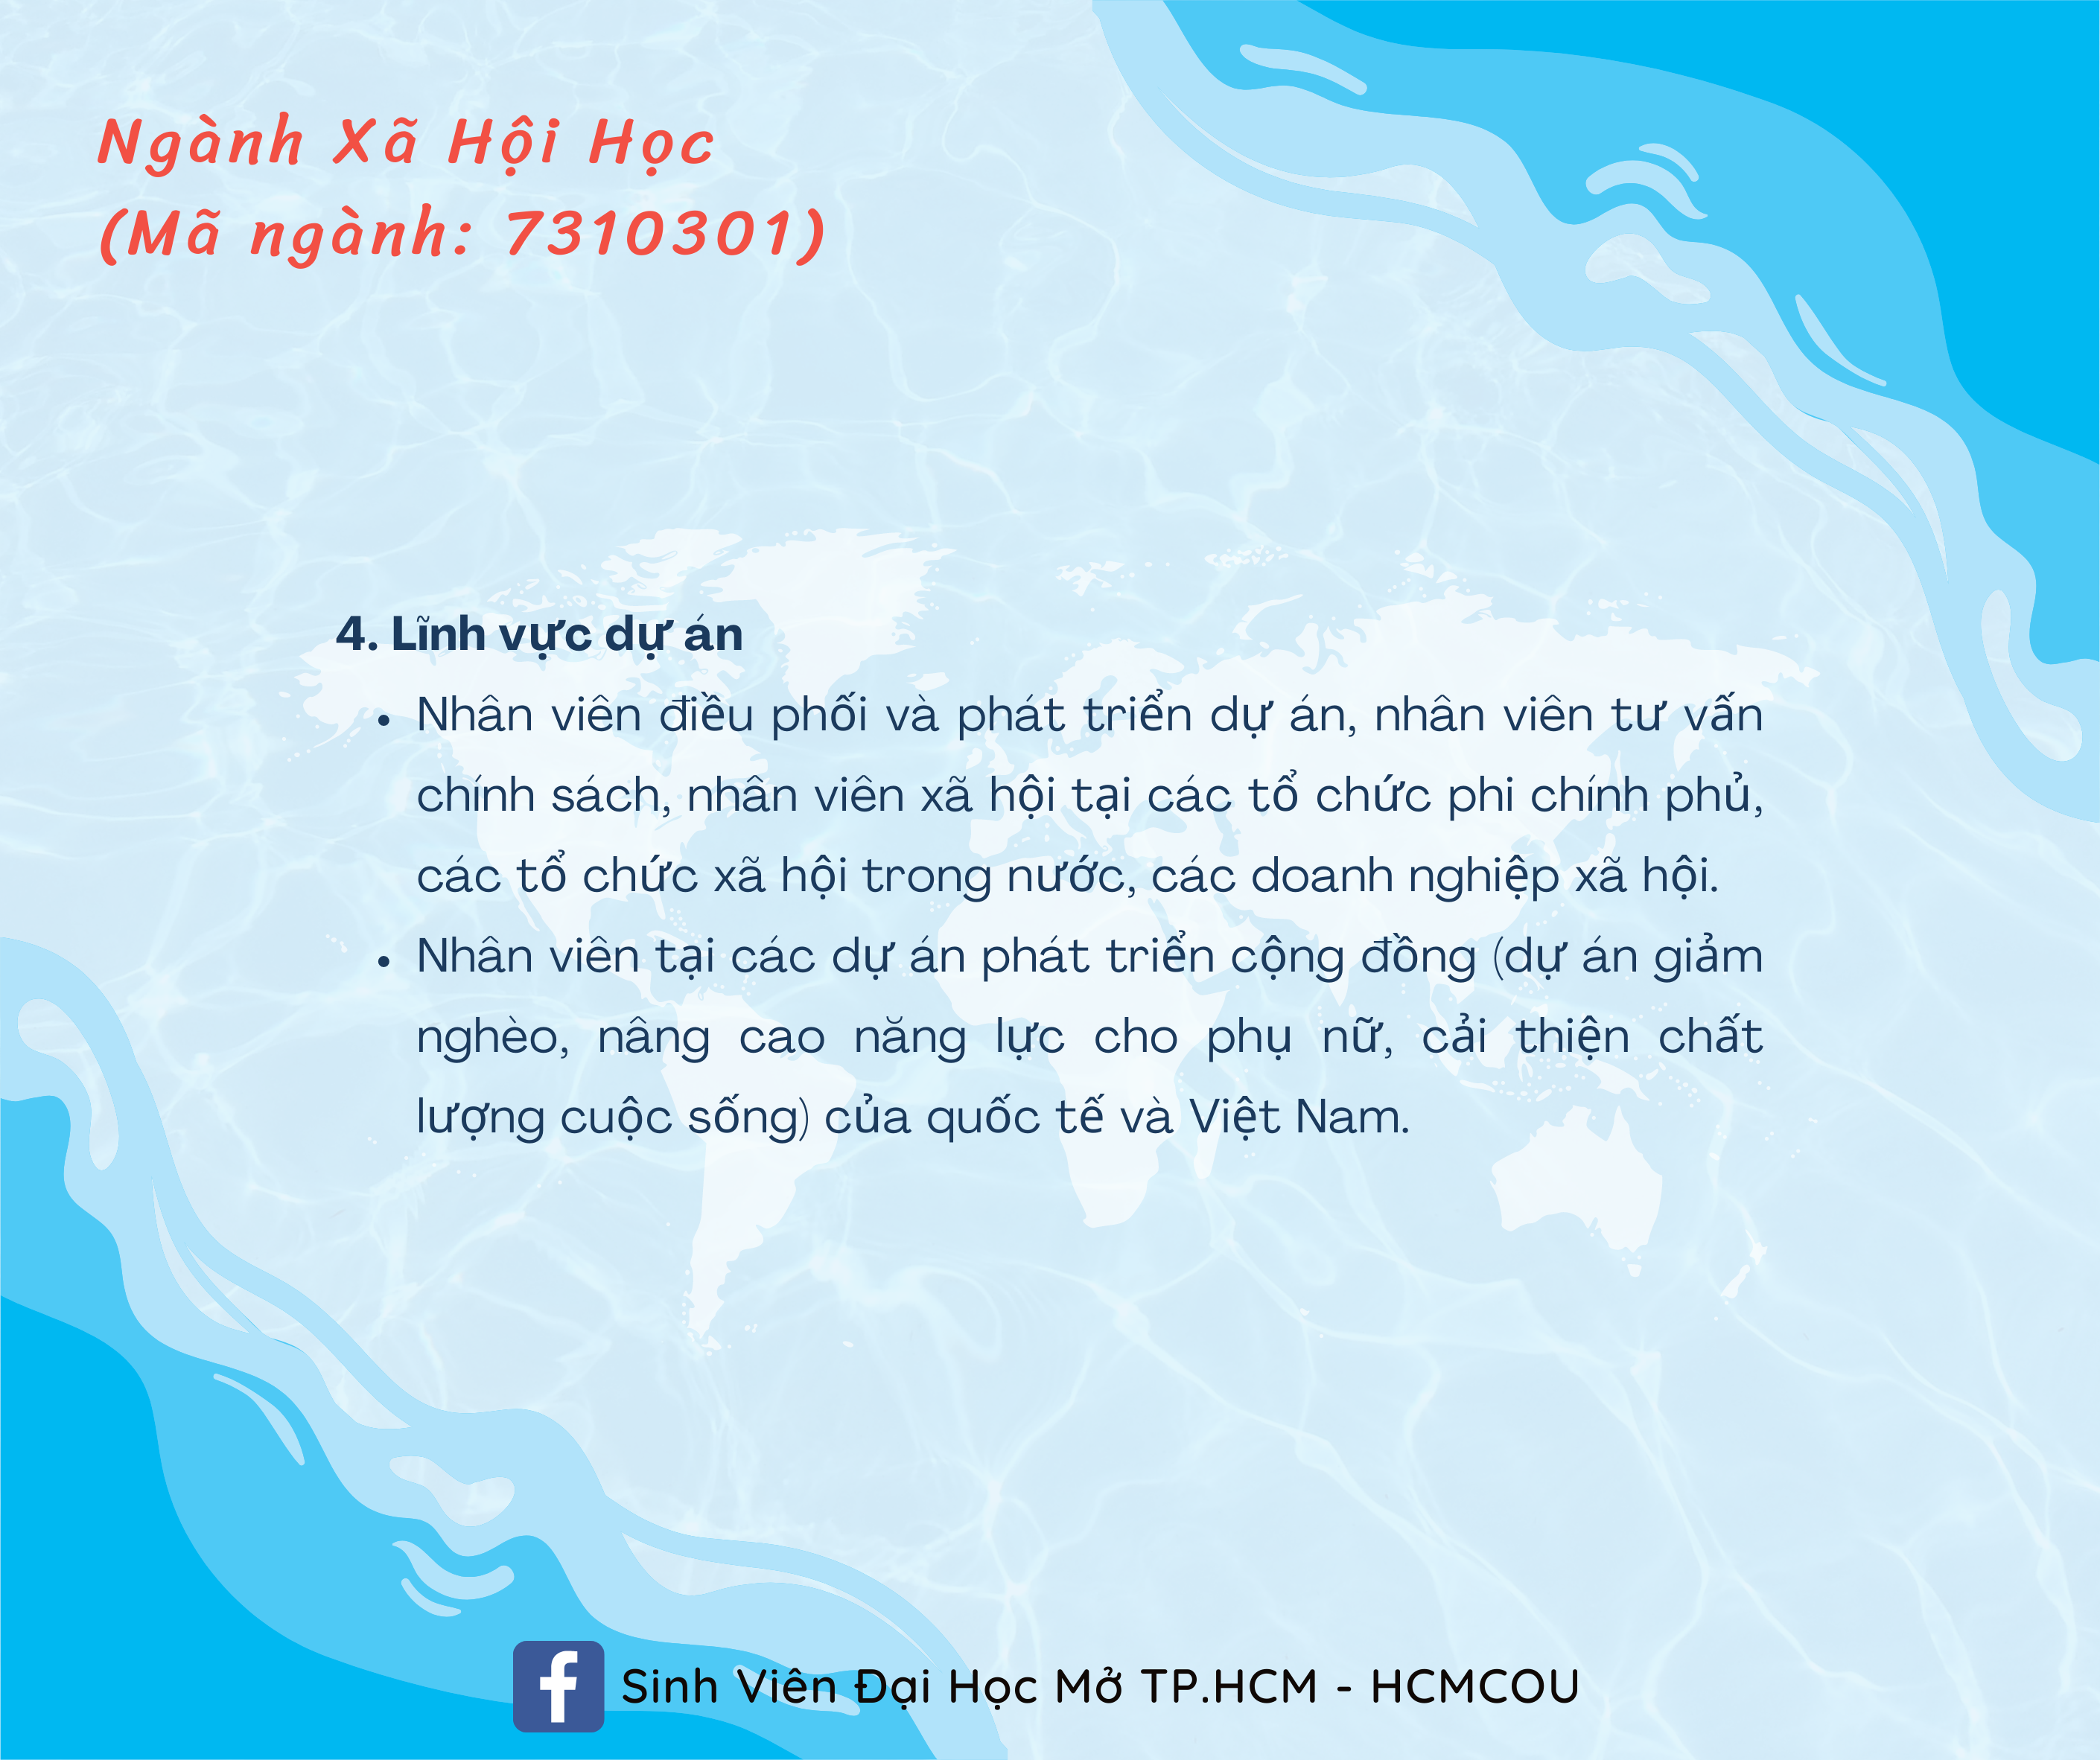 Ngành Xã Hội Học
(Mã ngành: 7310301)
4. Lĩnh vực dự án
• Nhân viên điều phối và phát triển dự án, nhân viên tư vấn
chính sách, nhân viên xã hội tại các tổ chức phi chính phủ,
các tổ chức xã hội trong nước, các doanh nghiệp xã hội.
• Nhân viên tại các dự án phát triển cộng đồng (dự án giảm
nghèo, nâng cao năng lực cho phụ nữ, cải thiện chất
lượng cuộc sống) của quốc tế và Việt Nam.
f Sinh Viên Đại Học Mở TP.HCM - HCMCOU